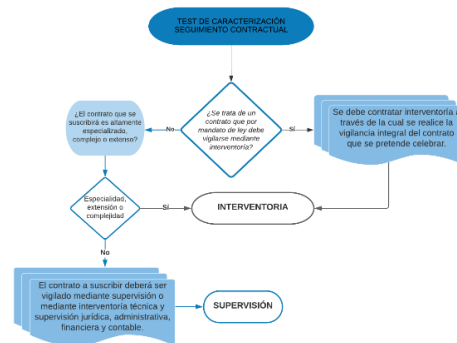 TEST DE CARACTERIZACIÓN
SEGUIMIENTO CONTRACTUAL
¿Se trata de un
contrato que por
mandato de ley debe
vigilarse mediante
interventoría?
No
Sí
¿El contrato que se
suscribirá es altamente
especializado,
complejo o extenso?
Se debe contratar interventoría a
través de la cual se realice la
vigilancia integral del contrato
que se pretende celebrar.
Especialidad,
extensión o
complejidad
Sí
INTERVENTORIA
No
El contrato a suscribir deberá ser
vigilado mediante supervisión o
mediante interventoría técnica y
supervisión jurídica, administrativa,
financiera y contable.
SUPERVISIÓN